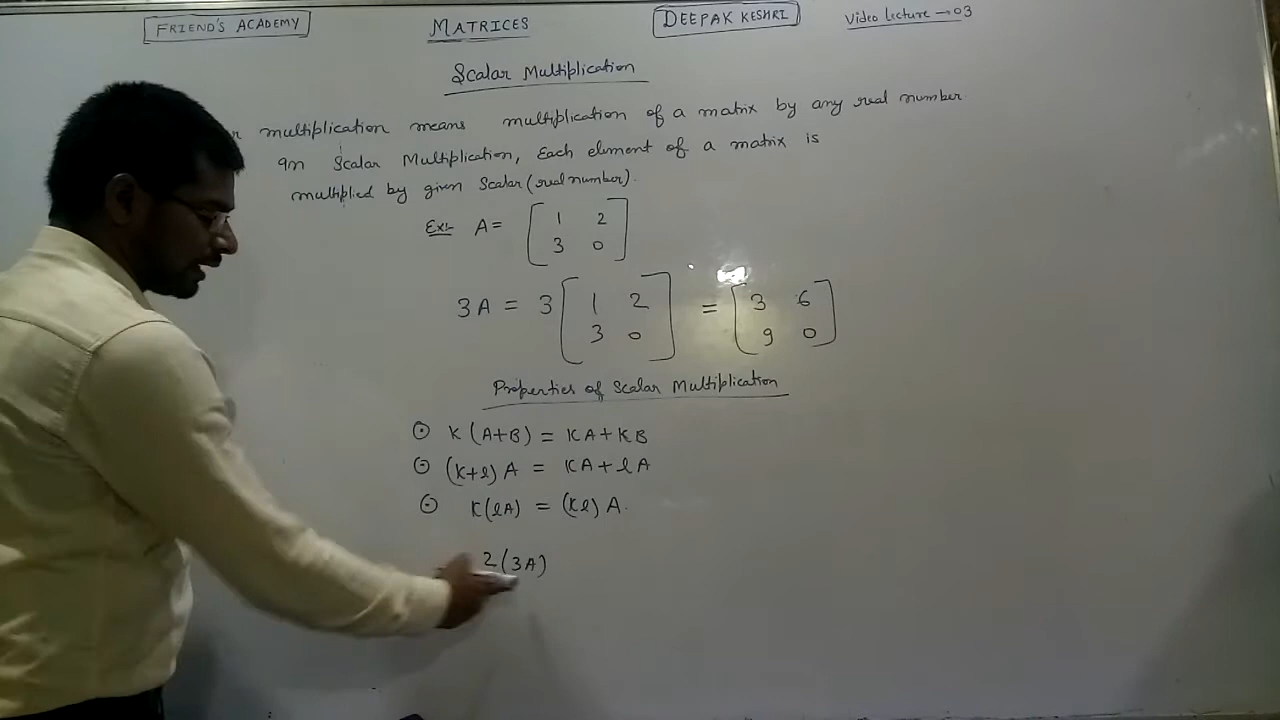 FRIEND'S ACADEMY MATRICES DEEPAK KESHRI Video Lecture → 03
Scalar Multiplication
multiplication means multiplication of a matrix by any real number
In Scalar Multiplication, Each element of a matrix is
multiplied by given Scalar (real number).
Ex:- A = [ 1 2
3 0 ]
3A = 3 [ 1 2 = [ 3 6
3 0 ] 9 0 ]
Properties of Scalar Multiplication
⊙ K(A+B) = KA+KB
⊙ (K+l)A = KA+lA
⊙ K(lA) = (Kl)A.
2(3A)